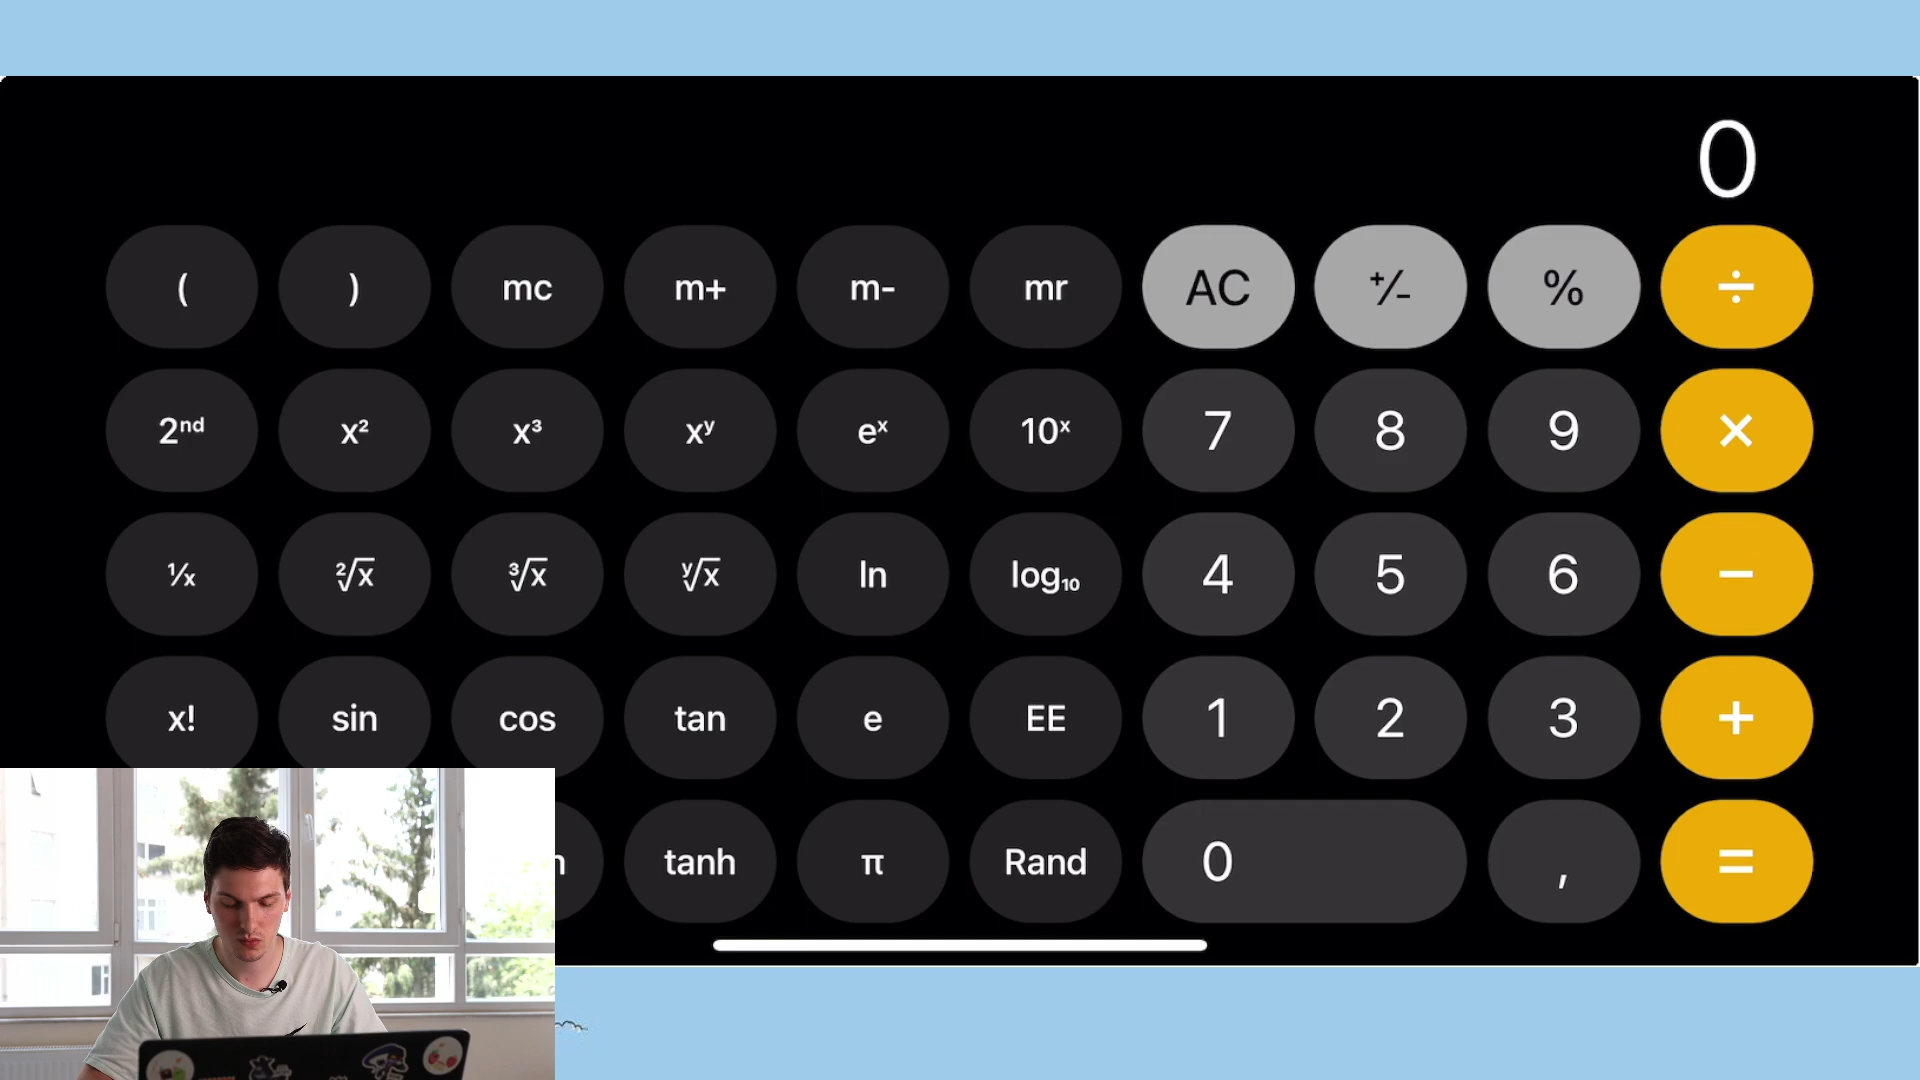 0
( ) mc m+ m- mr AC ⁺⁄₋ % ÷
2ⁿᵈ x² x³ xʸ eˣ 10ˣ 7 8 9 ×
¹⁄ₓ ²√x ³√x ʸ√x ln log₁₀ 4 5 6 −
x! sin cos tan e EE 1 2 3 +
tanh π Rand 0 , =